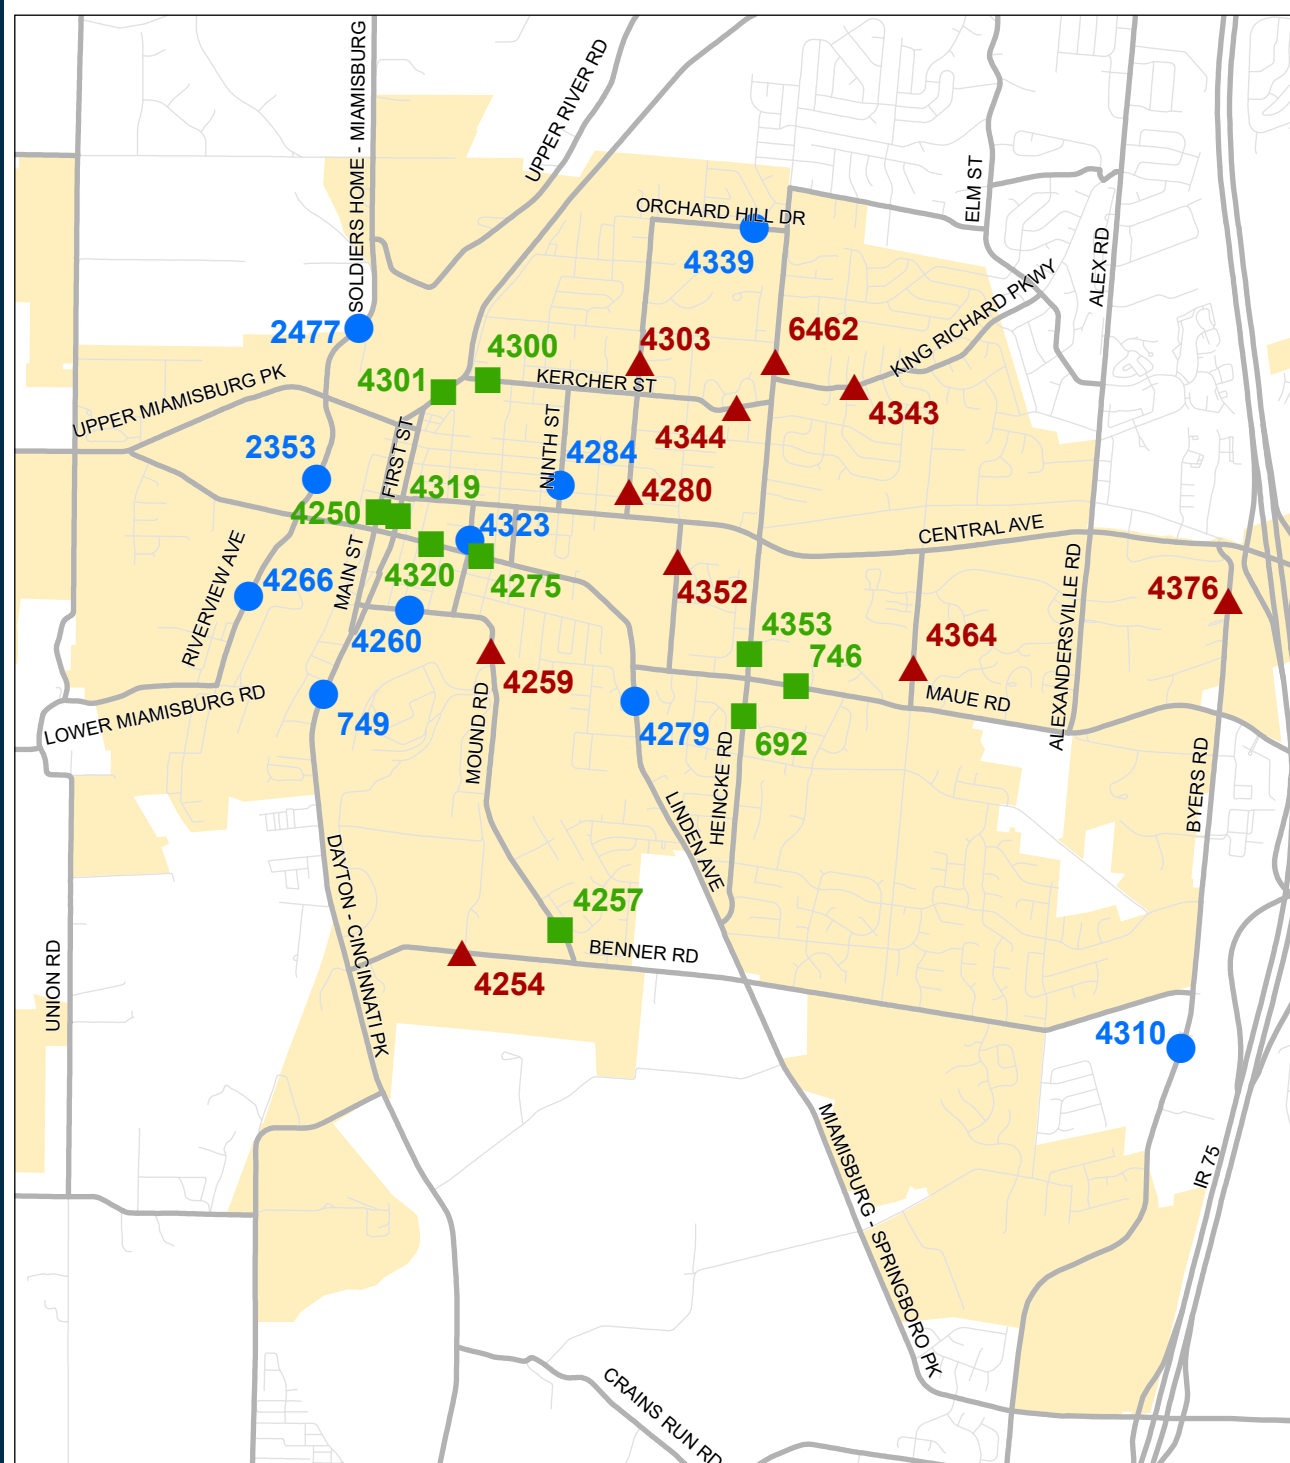 SOLDIERS HOME - MIAMISBURG
UPPER RIVER RD
ELM ST
ORCHARD HILL DR
ALEX RD
4339
KING RICHARD PKWY
2477
4303
6462
4300
4301
KERCHER ST
UPPER MIAMISBURG PK
4343
FIRST ST
NINTH ST
4344
2353
4284
4319
4280
4250
4323
CENTRAL AVE
RIVERVIEW AVE
MAIN ST
4320
4275
4266
4352
ALEXANDERSVILLE RD
4376
4260
4353
4364
746
4259
LOWER MIAMISBURG RD
MAUE RD
749
MOUND RD
4279
692
HEINCKE RD
BYERS RD
LINDEN AVE
DAYTON - CINCINNATI PK
4257
UNION RD
BENNER RD
4254
4310
MIAMISBURG - SPRINGBORO PK
IR 75
CRAINS RUN RD